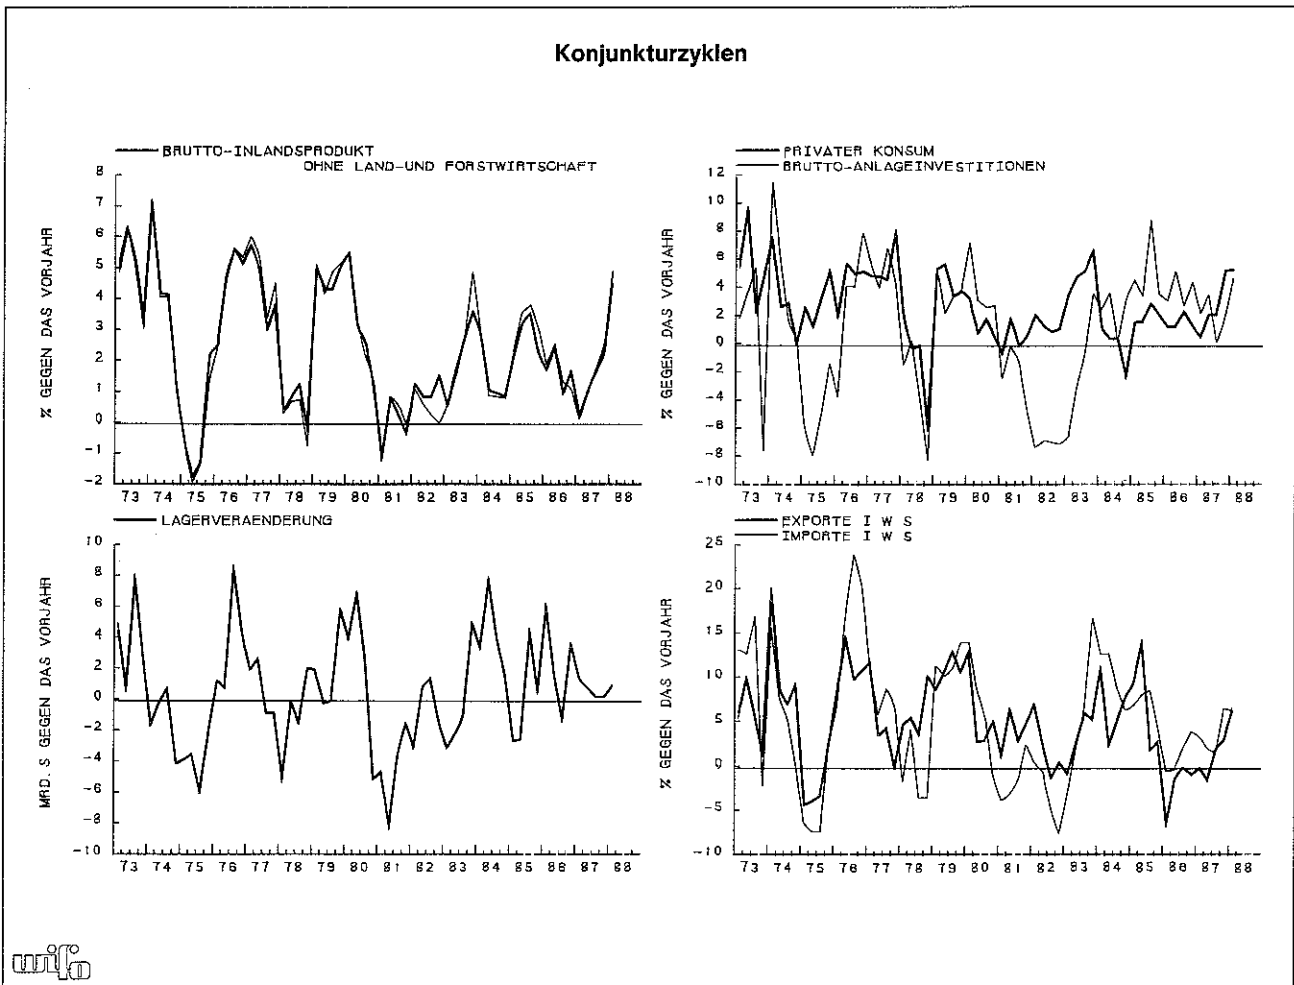 Konjunkturzyklen
BRUTTO-INLANDSPRODUKT
OHNE LAND-UND FORSTWIRTSCHAFT
% GEGEN DAS VORJAHR
8
7
6
5
4
3
2
1
0
-1
-2
73 74 75 76 77 78 79 80 81 82 83 84 85 86 87 88
PRIVATER KONSUM
BRUTTO-ANLAGEINVESTITIONEN
% GEGEN DAS VORJAHR
12
10
8
6
4
2
0
-2
-4
-6
-8
-10
73 74 75 76 77 78 79 80 81 82 83 84 85 86 87 88
LAGERVERAENDERUNG
MRD.S GEGEN DAS VORJAHR
10
8
6
4
2
0
-2
-4
-6
-8
-10
73 74 75 76 77 78 79 80 81 82 83 84 85 86 87 88
EXPORTE I W S
IMPORTE I W S
% GEGEN DAS VORJAHR
25
20
15
10
5
0
-5
-10
73 74 75 76 77 78 79 80 81 82 83 84 85 86 87 88
wifo